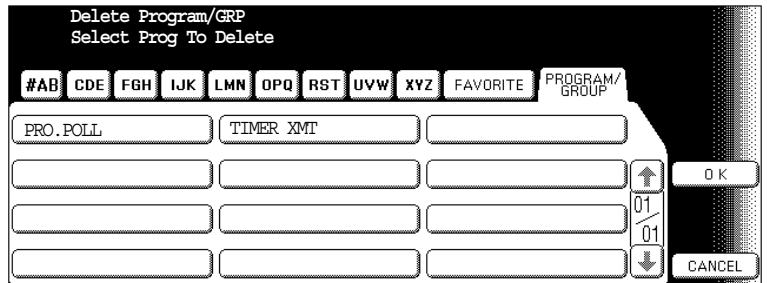 Delete Program/GRP
Select Prog To Delete
#AB CDE FGH IJK LMN OPQ RST UVW XYZ FAVORITE PROGRAM/
GROUP
PRO.POLL TIMER XMT
OK
01/01
CANCEL